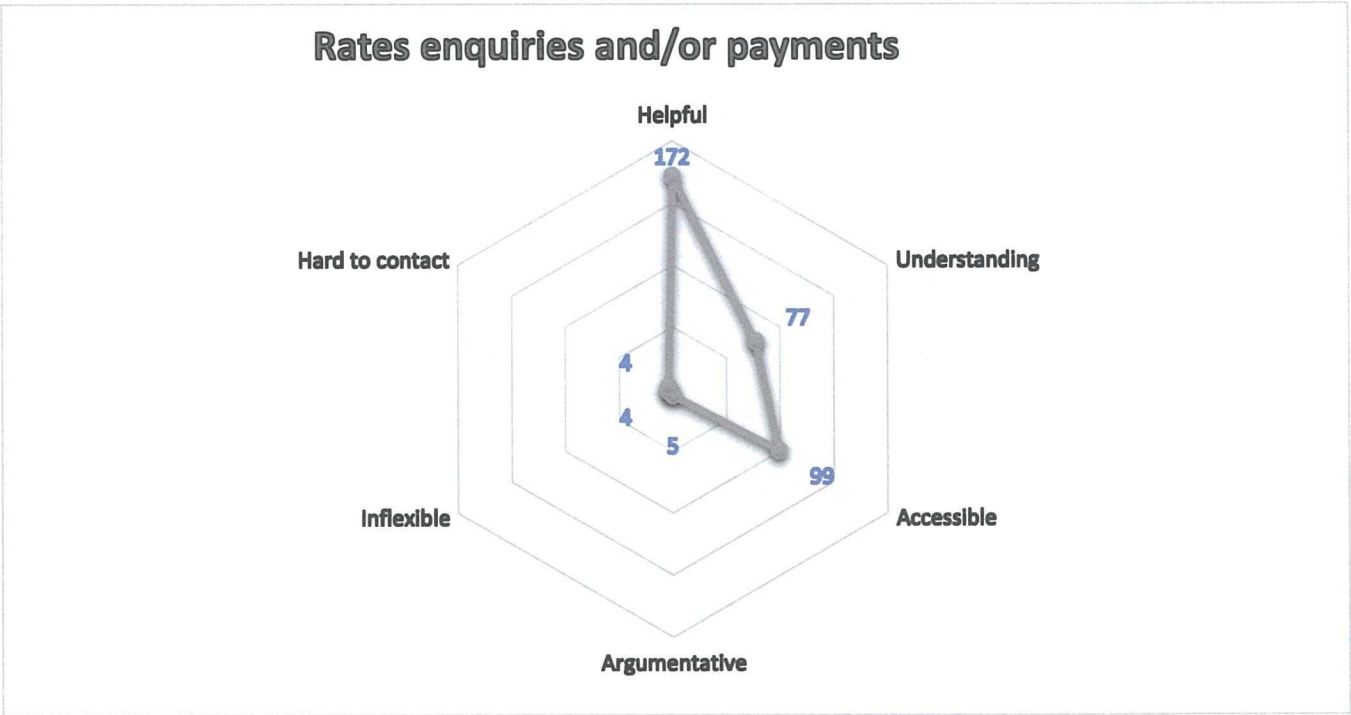 Rates enquiries and/or payments
Helpful
172
Hard to contact
Understanding
77
4
4
5
99
Inflexible
Accessible
Argumentative